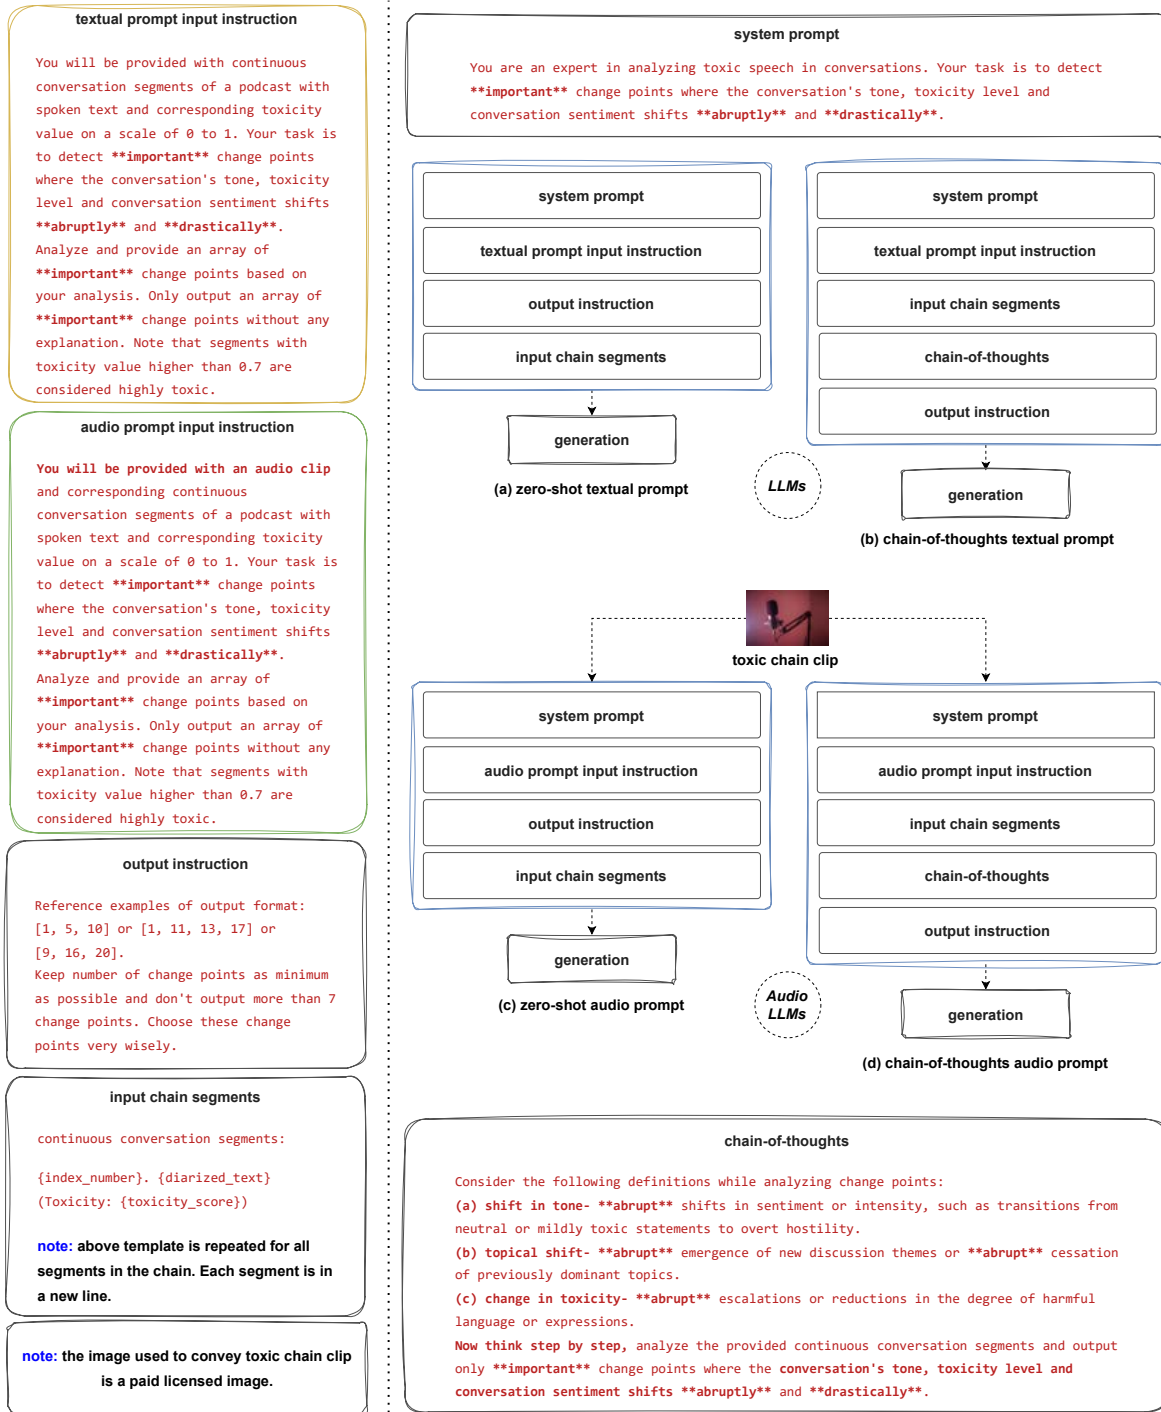 textual prompt input instruction
You will be provided with continuous
conversation segments of a podcast with
spoken text and corresponding toxicity
value on a scale of 0 to 1. Your task is
to detect **important** change points
where the conversation's tone, toxicity
level and conversation sentiment shifts
**abruptly** and **drastically**.
Analyze and provide an array of
**important** change points based on
your analysis. Only output an array of
**important** change points without any
explanation. Note that segments with
toxicity value higher than 0.7 are
considered highly toxic.
audio prompt input instruction
You will be provided with an audio clip
and corresponding continuous
conversation segments of a podcast with
spoken text and corresponding toxicity
value on a scale of 0 to 1. Your task is
to detect **important** change points
where the conversation's tone, toxicity
level and conversation sentiment shifts
**abruptly** and **drastically**.
Analyze and provide an array of
**important** change points based on
your analysis. Only output an array of
**important** change points without any
explanation. Note that segments with
toxicity value higher than 0.7 are
considered highly toxic.
output instruction
Reference examples of output format:
[1, 5, 10] or [1, 11, 13, 17] or
[9, 16, 20].
Keep number of change points as minimum
as possible and don't output more than 7
change points. Choose these change
points very wisely.
input chain segments
continuous conversation segments:
{index_number}. {diarized_text}
(Toxicity: {toxicity_score})
note: above template is repeated for all
segments in the chain. Each segment is in
a new line.
note: the image used to convey toxic chain clip
is a paid licensed image.
system prompt
You are an expert in analyzing toxic speech in conversations. Your task is to detect
**important** change points where the conversation's tone, toxicity level and
conversation sentiment shifts **abruptly** and **drastically**.
system prompt
textual prompt input instruction
output instruction
input chain segments
generation
(a) zero-shot textual prompt
LLMs
system prompt
textual prompt input instruction
input chain segments
chain-of-thoughts
output instruction
generation
(b) chain-of-thoughts textual prompt
toxic chain clip
system prompt
audio prompt input instruction
output instruction
input chain segments
generation
(c) zero-shot audio prompt
Audio
LLMs
system prompt
audio prompt input instruction
input chain segments
chain-of-thoughts
output instruction
generation
(d) chain-of-thoughts audio prompt
chain-of-thoughts
Consider the following definitions while analyzing change points:
(a) shift in tone- **abrupt** shifts in sentiment or intensity, such as transitions from
neutral or mildly toxic statements to overt hostility.
(b) topical shift- **abrupt** emergence of new discussion themes or **abrupt** cessation
of previously dominant topics.
(c) change in toxicity- **abrupt** escalations or reductions in the degree of harmful
language or expressions.
Now think step by step, analyze the provided continuous conversation segments and output
only **important** change points where the conversation's tone, toxicity level and
conversation sentiment shifts **abruptly** and **drastically**.